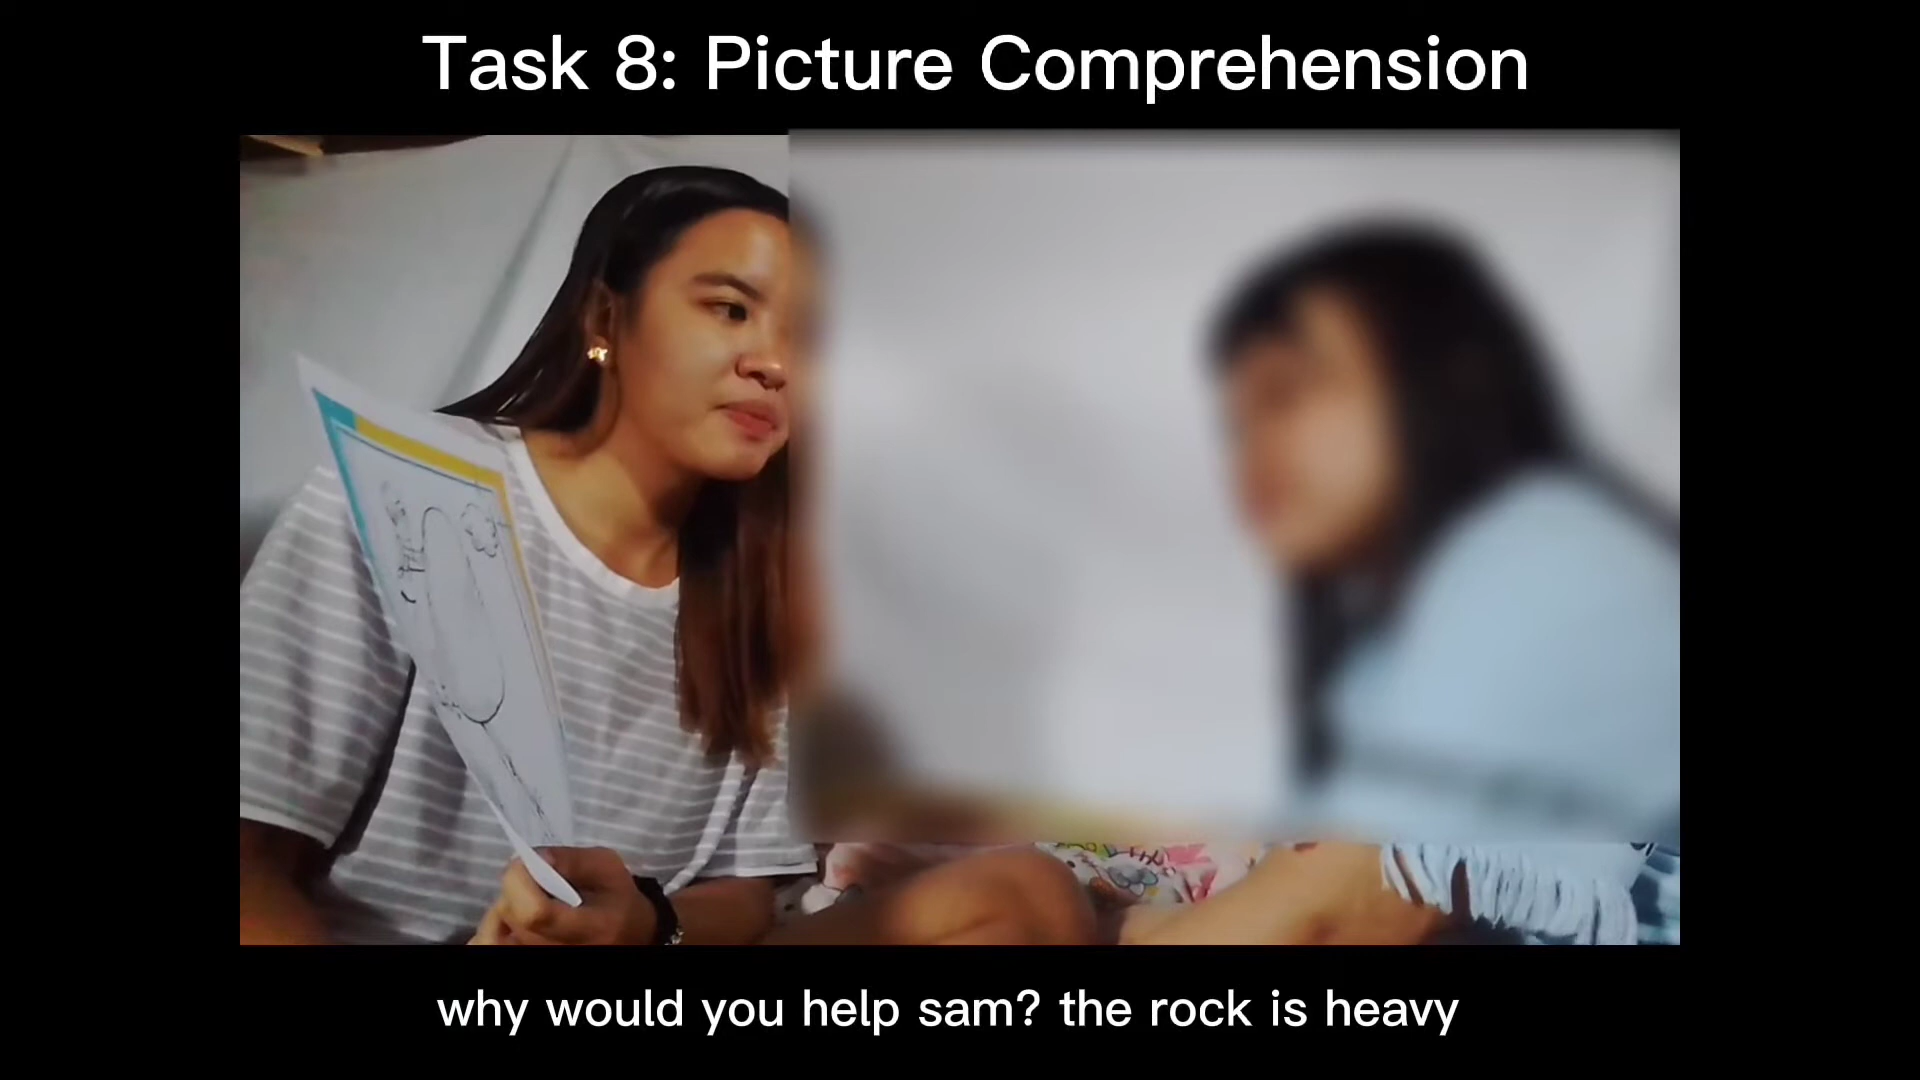 Task 8: Picture Comprehension
why would you help sam? the rock is heavy